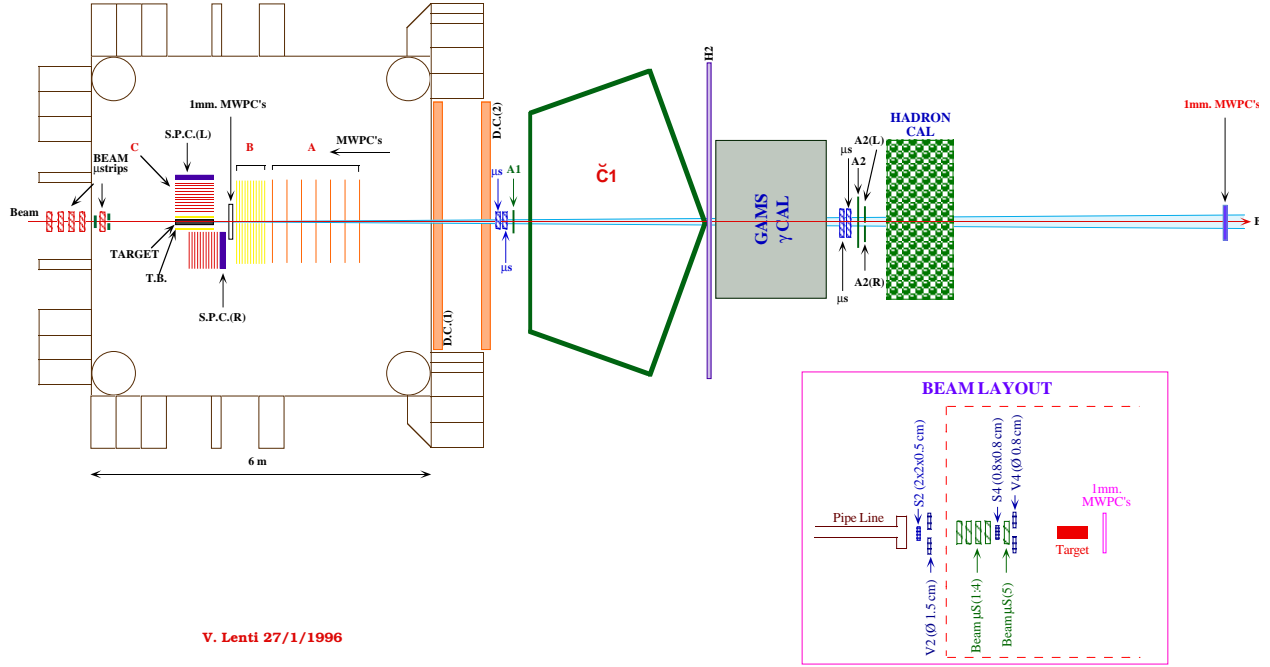 H2
1mm. MWPC's
1mm. MWPC's
S.P.C.(L)
D.C.(2)
HADRON
CAL
A2(L)
μs
A2
C
B
A
MWPC's
BEAM
μstrips
μs
A1
Č1
Beam
GAMS
γ CAL
TARGET
T.B.
μs
A2(R)
μs
S.P.C.(R)
D.C.(1)
6 m
BEAM LAYOUT
S2 (2x2x0.5 cm)
S4 (0.8x0.8 cm)
V4 (Ø 0.8 cm)
1mm.
MWPC's
Pipe Line
Target
V2 (Ø 1.5 cm)
Beam μS(1:4)
Beam μS(5)
V. Lenti 27/1/1996